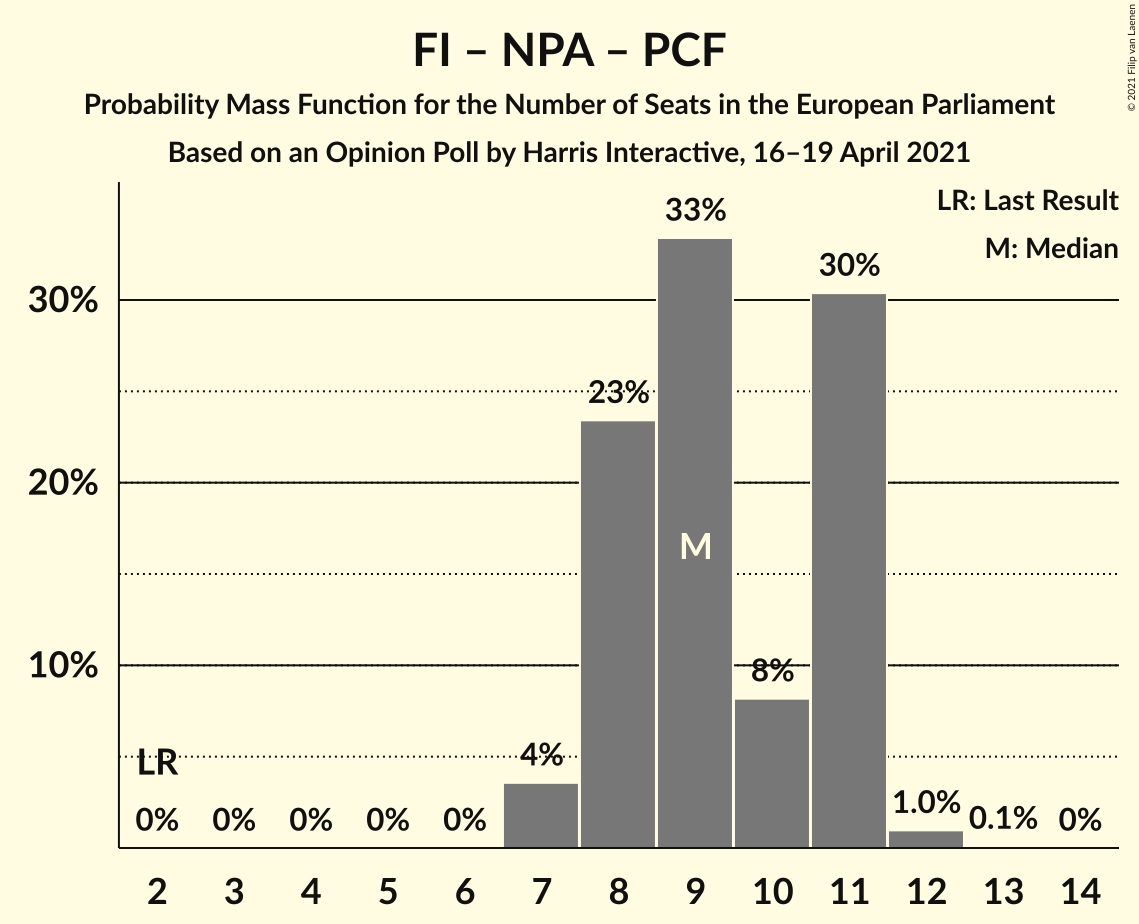 FI – NPA – PCF
Probability Mass Function for the Number of Seats in the European Parliament
Based on an Opinion Poll by Harris Interactive, 16–19 April 2021
© 2021 Filip van Laenen
LR: Last Result
M: Median
33%
30%
30%
23%
20%
M
10%
8%
4%
LR
1.0%
0.1%
0%
0%
0%
0%
0%
0%
2 3 4 5 6 7 8 9 10 11 12 13 14